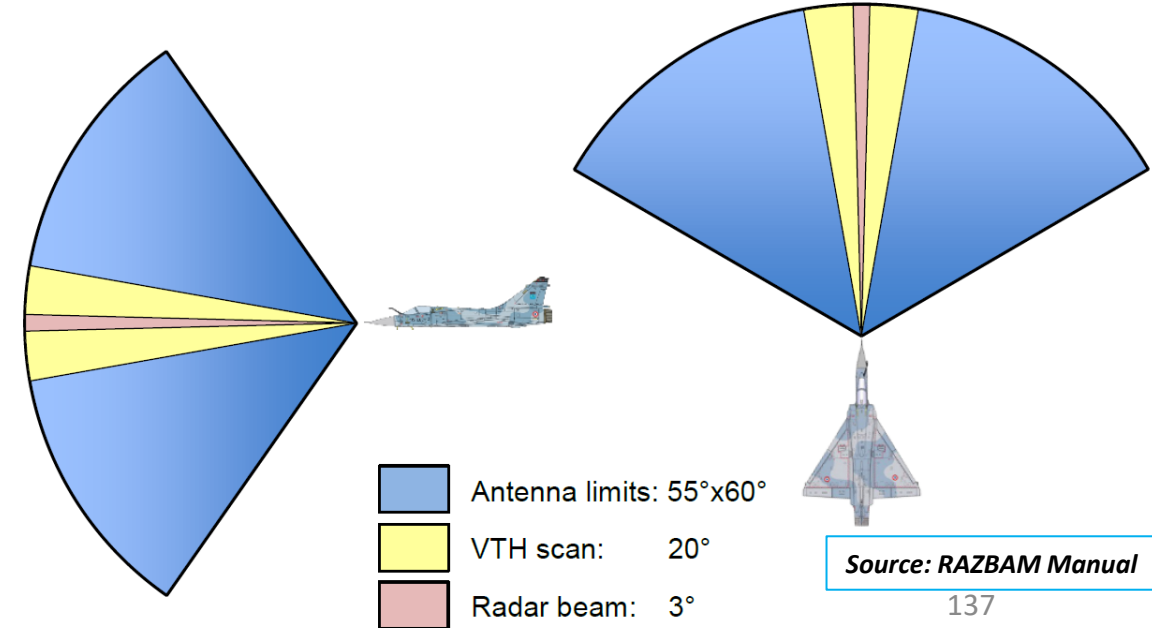 Antenna limits: 55°x60°
VTH scan: 20°
Radar beam: 3°
Source: RAZBAM Manual
137